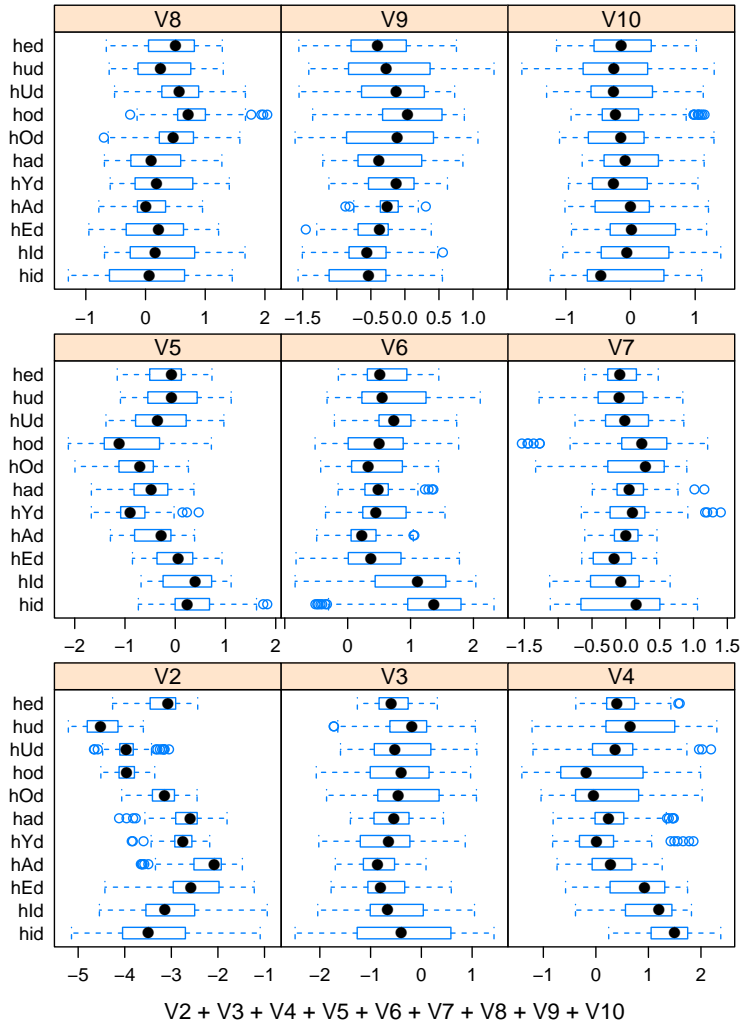 V8 V9 V10
hed
hud
hUd
hod
hOd
had
hYd
hAd
hEd
hId
hid
−1 0 1 2 −1.5 −0.5 0.0 0.5 1.0 −1 0 1
V5 V6 V7
hed
hud
hUd
hod
hOd
had
hYd
hAd
hEd
hId
hid
−2 −1 0 1 2 0 1 2 −1.5 −0.5 0.0 0.5 1.0 1.5
V2 V3 V4
hed
hud
hUd
hod
hOd
had
hYd
hAd
hEd
hId
hid
−5 −4 −3 −2 −1 −2 −1 0 1 −1 0 1 2
V2 + V3 + V4 + V5 + V6 + V7 + V8 + V9 + V10